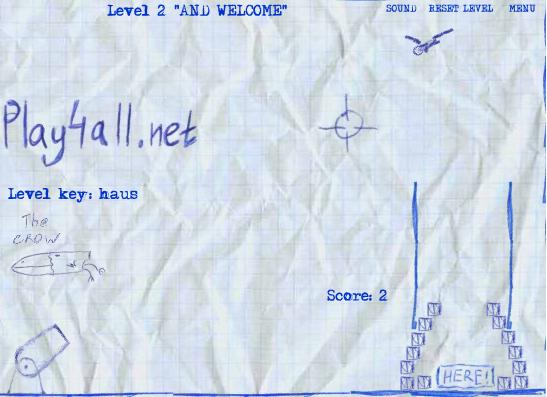 Level 2 "AND WELCOME"
SOUND RESET LEVEL MENU
Play4all.net
Level key: haus
The
CROW
Score: 2
HERE!